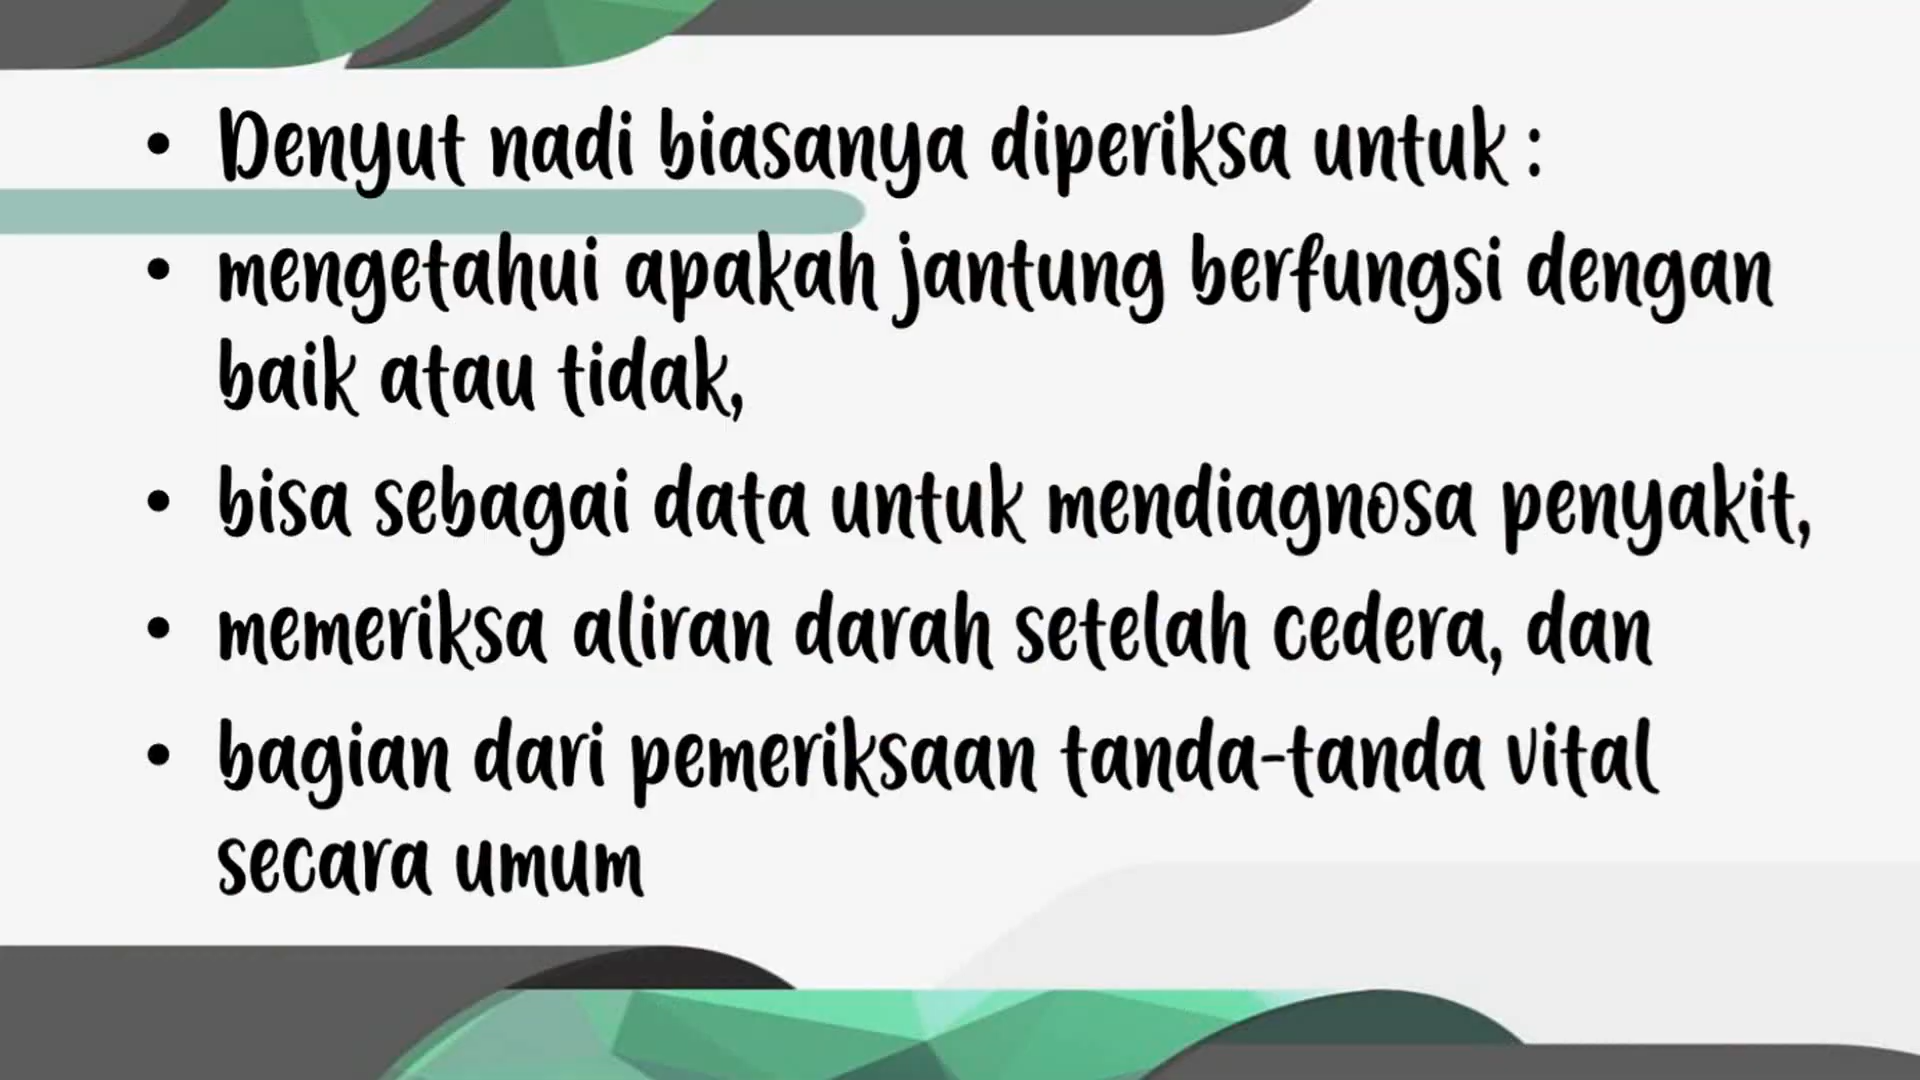 • Denyut nadi biasanya diperiksa untuk :
• mengetahui apakah jantung berfungsi dengan
baik atau tidak,
• bisa sebagai data untuk mendiagnosa penyakit,
• memeriksa aliran darah setelah cedera, dan
• bagian dari pemeriksaan tanda-tanda vital
secara umum